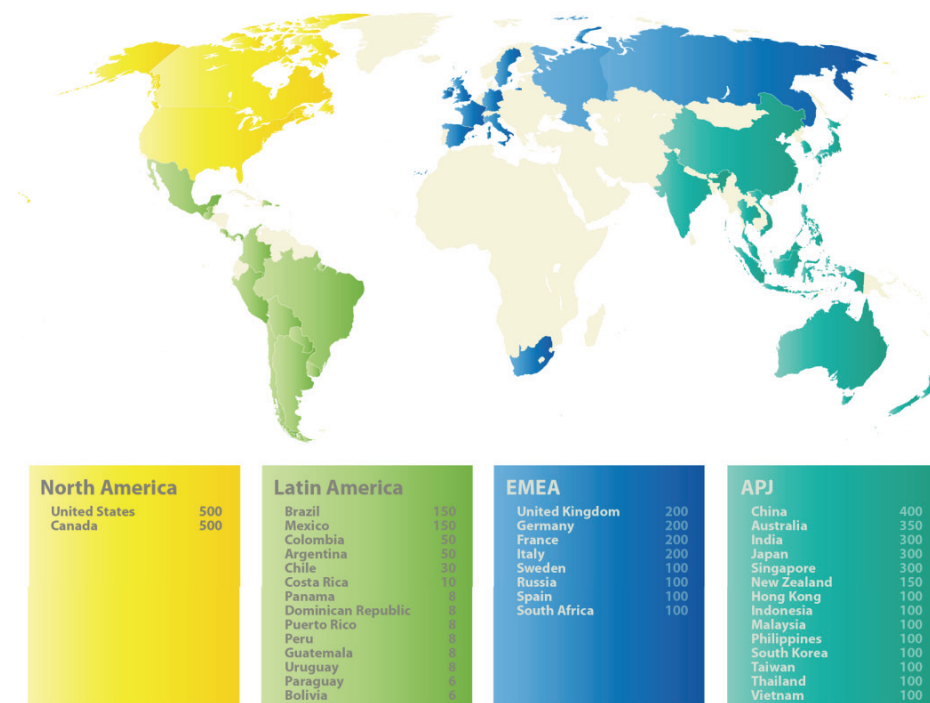 North America
United States 500
Canada 500
Latin America
Brazil 150
Mexico 150
Colombia 50
Argentina 50
Chile 30
Costa Rica 10
Panama 8
Dominican Republic 8
Puerto Rico 8
Peru 8
Guatemala 8
Uruguay 8
Paraguay 6
Bolivia 6
EMEA
United Kingdom 200
Germany 200
France 200
Italy 200
Sweden 100
Russia 100
Spain 100
South Africa 100
APJ
China 400
Australia 350
India 300
Japan 300
Singapore 300
New Zealand 150
Hong Kong 100
Indonesia 100
Malaysia 100
Philippines 100
South Korea 100
Taiwan 100
Thailand 100
Vietnam 100